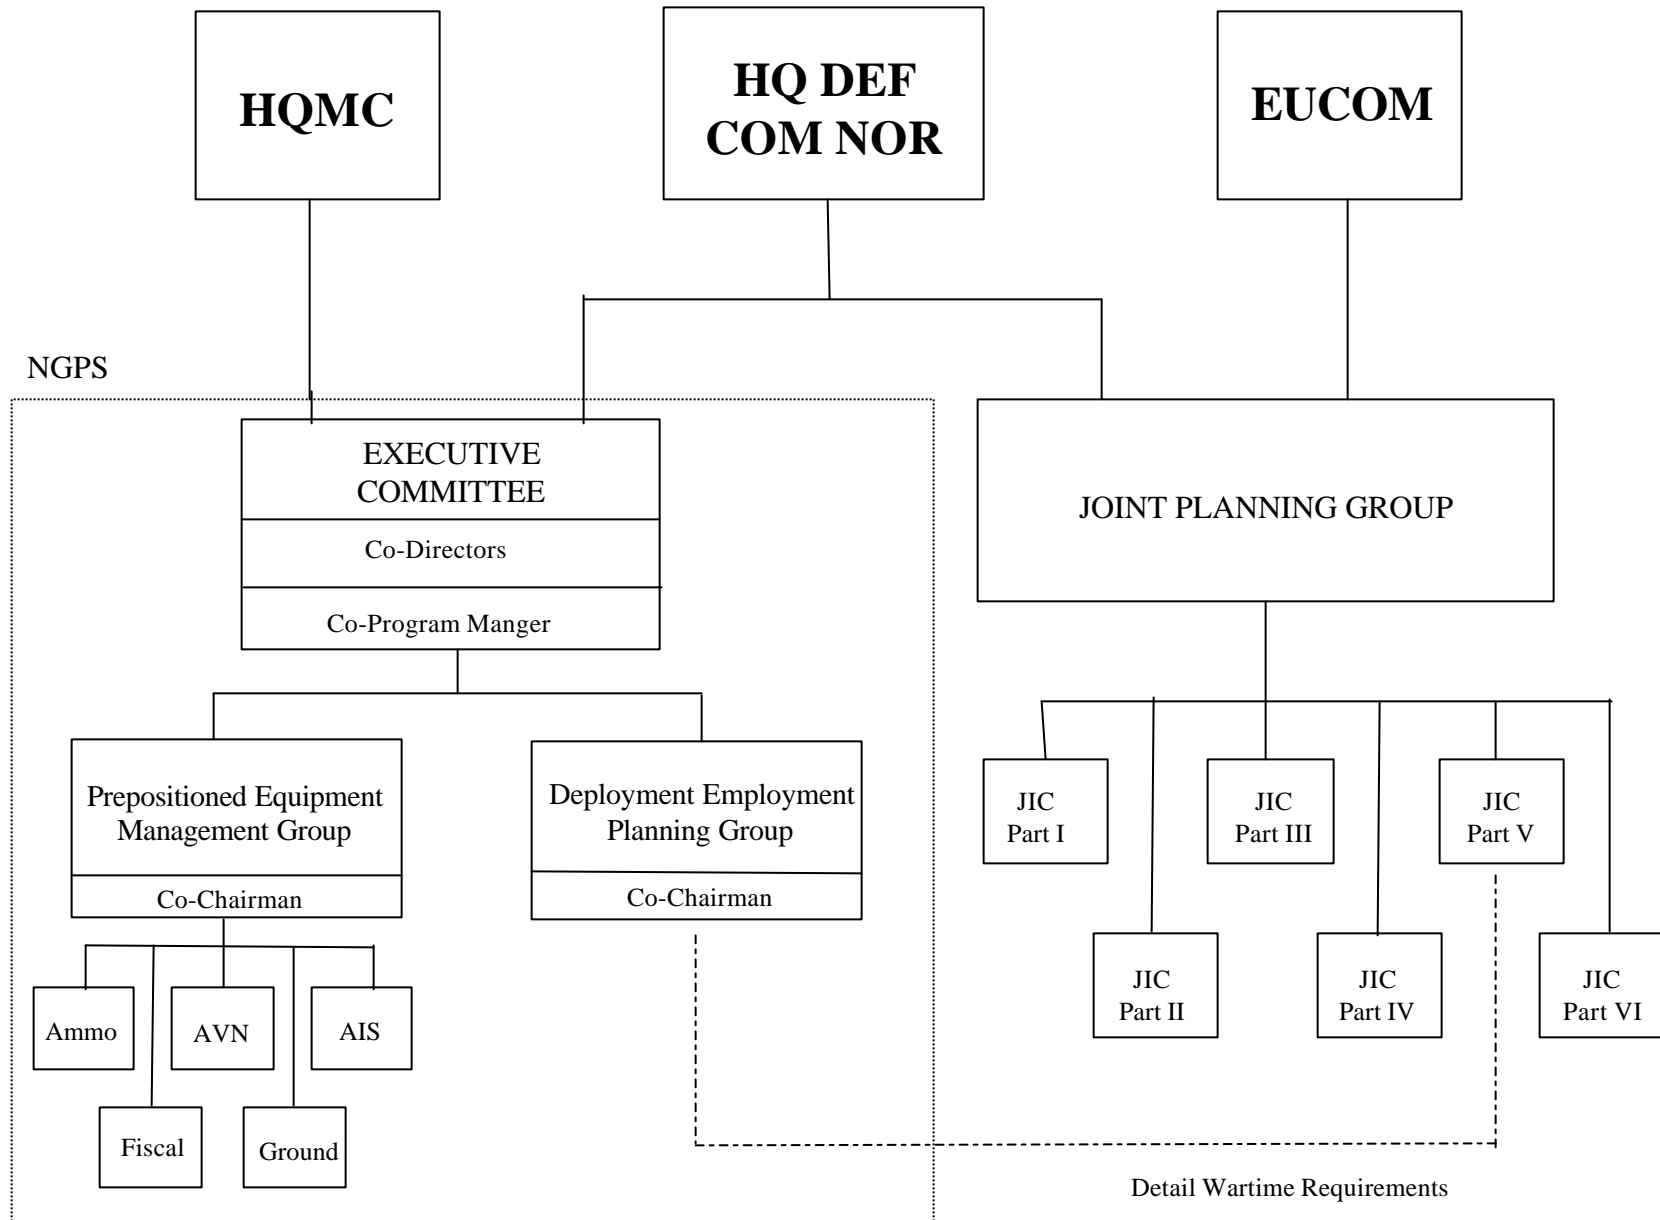 HQMC
HQ DEF
COM NOR
EUCOM
NGPS
EXECUTIVE
COMMITTEE
Co-Directors
Co-Program Manger
JOINT PLANNING GROUP
Prepositioned Equipment
Management Group
Co-Chairman
Deployment Employment
Planning Group
Co-Chairman
Ammo
AVN
AIS
Fiscal
Ground
JIC
Part I
JIC
Part III
JIC
Part V
JIC
Part II
JIC
Part IV
JIC
Part VI
Detail Wartime Requirements